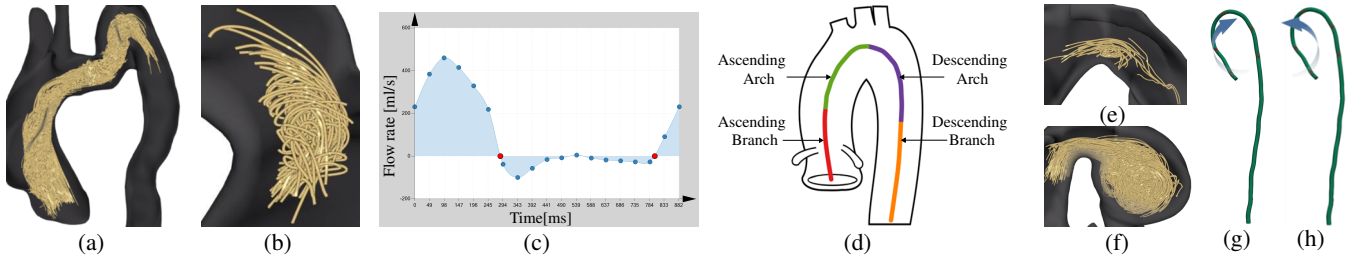 600
400
200
0
-200
Flow rate [ml/s]
0 49 98 147 196 245 294 343 392 441 490 539 588 637 686 735 784 833 882
Time[ms]
Ascending
Arch
Descending
Arch
Ascending
Branch
Descending
Branch
(e)
(a) (b) (c) (d) (f) (g) (h)